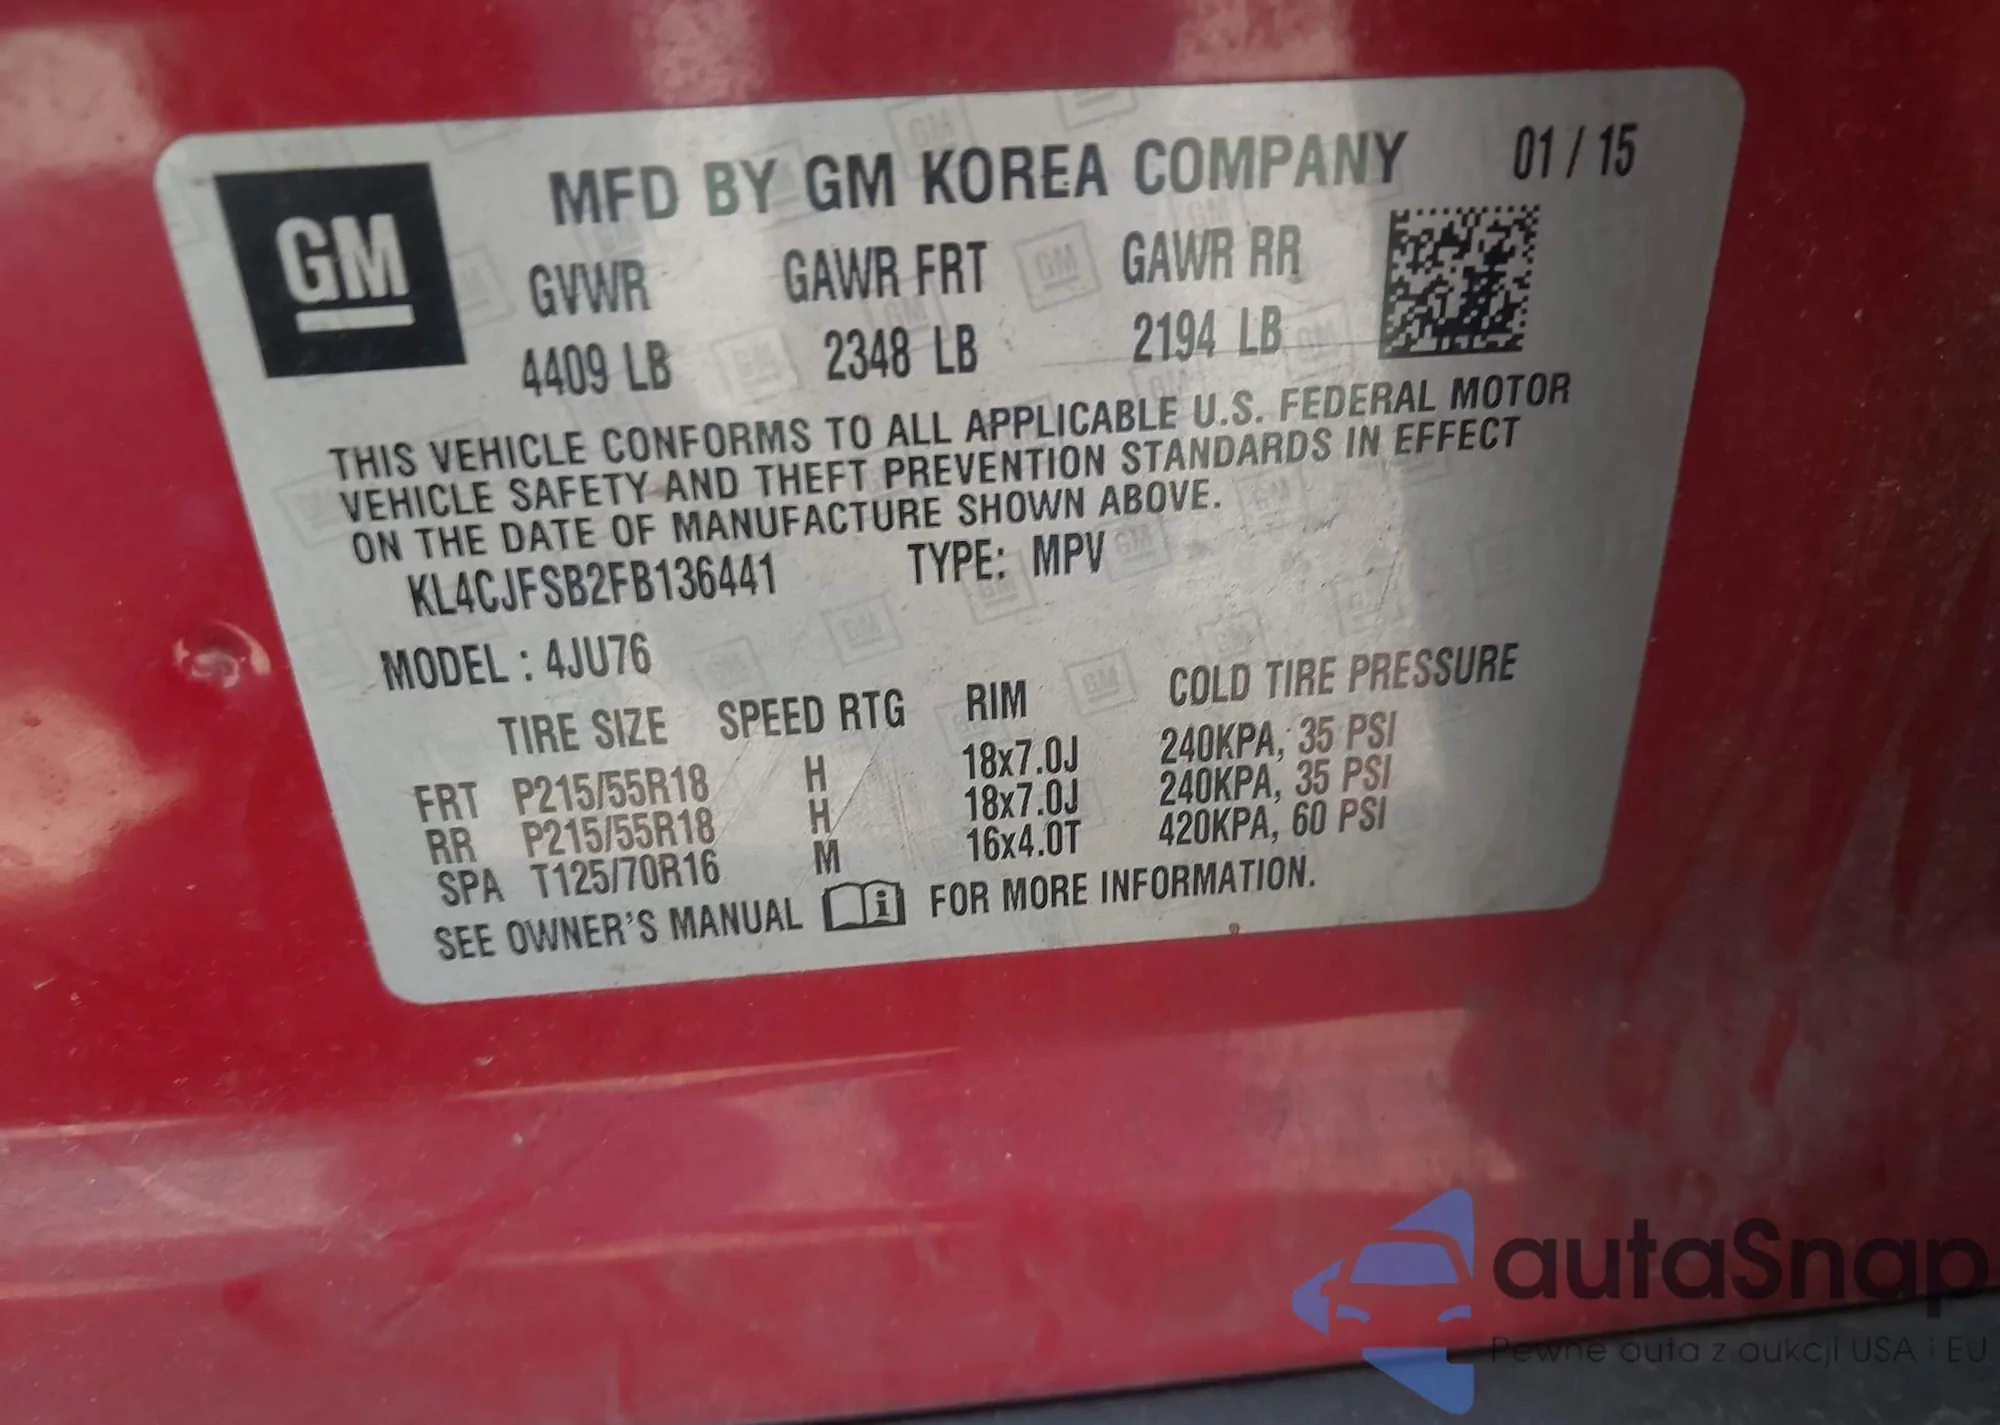 GM
MFD BY GM KOREA COMPANY 01 / 15
GVWR GAWR FRT GAWR RR
4409 LB 2348 LB 2194 LB
THIS VEHICLE CONFORMS TO ALL APPLICABLE U.S. FEDERAL MOTOR
VEHICLE SAFETY AND THEFT PREVENTION STANDARDS IN EFFECT
ON THE DATE OF MANUFACTURE SHOWN ABOVE.
KL4CJFSB2FB136441 TYPE: MPV
MODEL : 4JU76
TIRE SIZE SPEED RTG RIM COLD TIRE PRESSURE
FRT P215/55R18 H 18x7.0J 240KPA, 35 PSI
RR P215/55R18 H 18x7.0J 240KPA, 35 PSI
SPA T125/70R16 M 16x4.0T 420KPA, 60 PSI
SEE OWNER'S MANUAL i FOR MORE INFORMATION.
autaSnap
Pewne auta z aukcji USA i EU